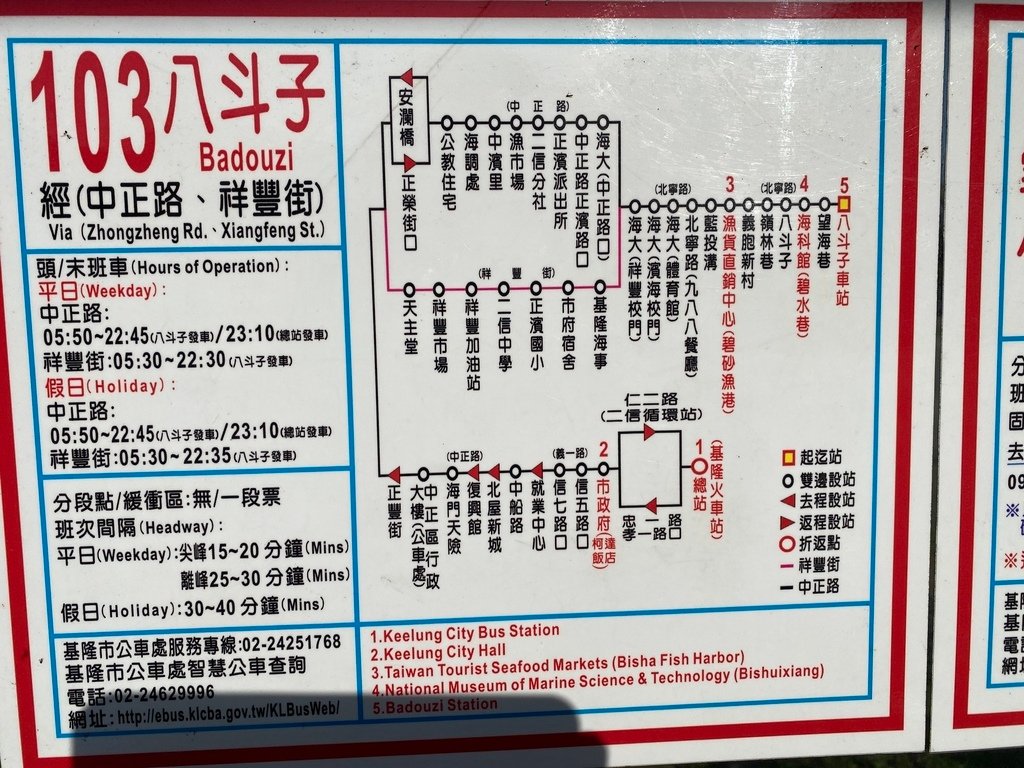 103八斗子
Badouzi
經(中正路、祥豐街)
Via (Zhongzheng Rd.、Xiangfeng St.)
頭/末班車(Hours of Operation):
平日(Weekday):
中正路:
05:50~22:45(八斗子發車)/23:10(總站發車)
祥豐街:05:30~22:30(八斗子發車)
假日(Holiday):
中正路:
05:50~22:45(八斗子發車)/23:10(總站發車)
祥豐街:05:30~22:35(八斗子發車)
分段點/緩衝區:無/一段票
班次間隔(Headway):
平日(Weekday):尖峰15~20分鐘(Mins)
離峰25~30分鐘(Mins)
假日(Holiday):30~40分鐘(Mins)
基隆市公車處服務專線:02-24251768
基隆市公車處智慧公車查詢
電話:02-24629996
網址:http://ebus.klcba.gov.tw/KLBusWeb/
安瀾橋
(中正路)
公教住宅
海調處
中濱里
漁市場
二信分社
正濱派出所
中正路正濱路口
海大(中正路口)
正榮街口
(祥豐街)
天主堂
祥豐市場
祥豐加油站
二信中學
正濱國小
市府宿舍
基隆海事
(北寧路)
3
(北寧路)
4
5
海大(祥豐校門)
海大(濱海校門)
海大(體育館)
北寧路(九八八餐廳)
藍投溝
漁貨直銷中心(碧砂漁港)
義胞新村
嶺林巷
八斗子
海科館(碧水巷)
望海巷
八斗子車站
仁二路
(二信循環站)
(中正路)
(義一路)
2
1
正豐街
中正區行政大樓(公車處)
海門天險
復興館
北屋新城
中船路
就業中心
信七路口
信五路口
市政府(柯達飯店)
忠一路
孝一路口
總站(基隆火車站)
起迄站
雙邊設站
去程設站
返程設站
折返點
祥豐街
中正路
1.Keelung City Bus Station
2.Keelung City Hall
3.Taiwan Tourist Seafood Markets (Bisha Fish Harbor)
4.National Museum of Marine Science & Technology (Bishuixiang)
5.Badouzi Station